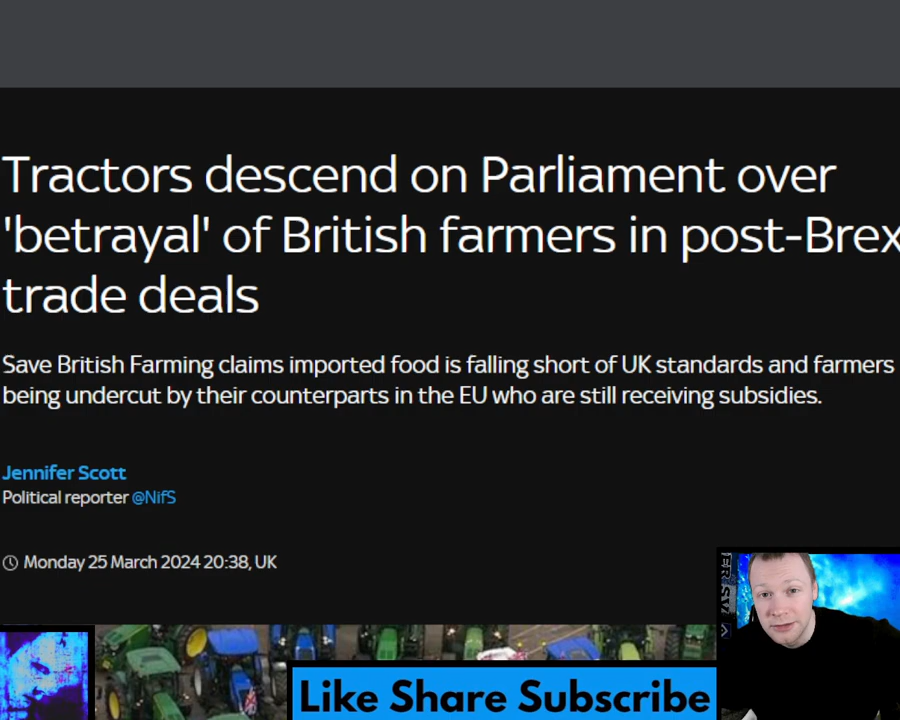 Tractors descend on Parliament over
'betrayal' of British farmers in post-Brex
trade deals
Save British Farming claims imported food is falling short of UK standards and farmers
being undercut by their counterparts in the EU who are still receiving subsidies.
Jennifer Scott
Political reporter @NifS
Monday 25 March 2024 20:38, UK
Like Share Subscribe